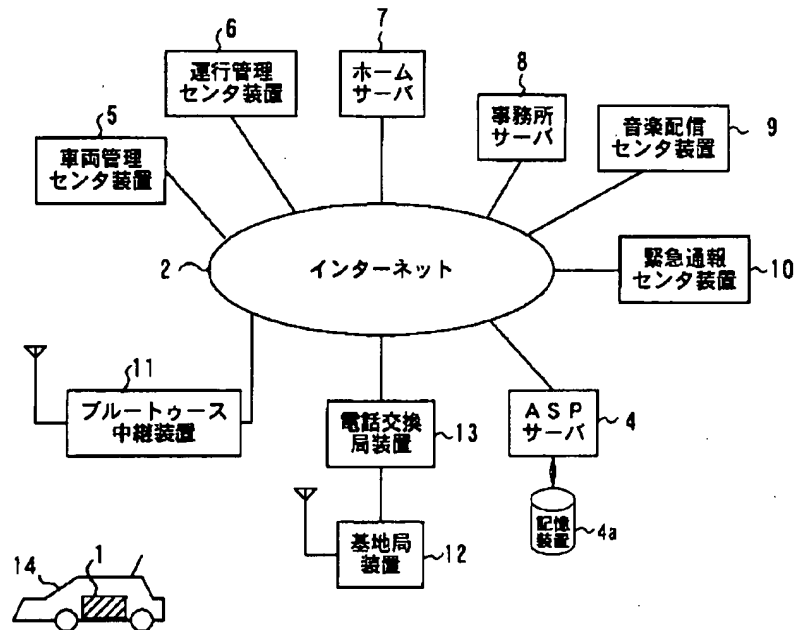 7
6
ホーム
サーバ
運行管理
センタ装置
8
事務所
サーバ
音楽配信
センタ装置
9
5
車両管理
センタ装置
2
インターネット
緊急通報
センタ装置
10
11
ブルートゥース
中継装置
電話交換
局装置
13
ASP
サーバ
4
記憶
装置
4a
基地局
装置
12
14
1